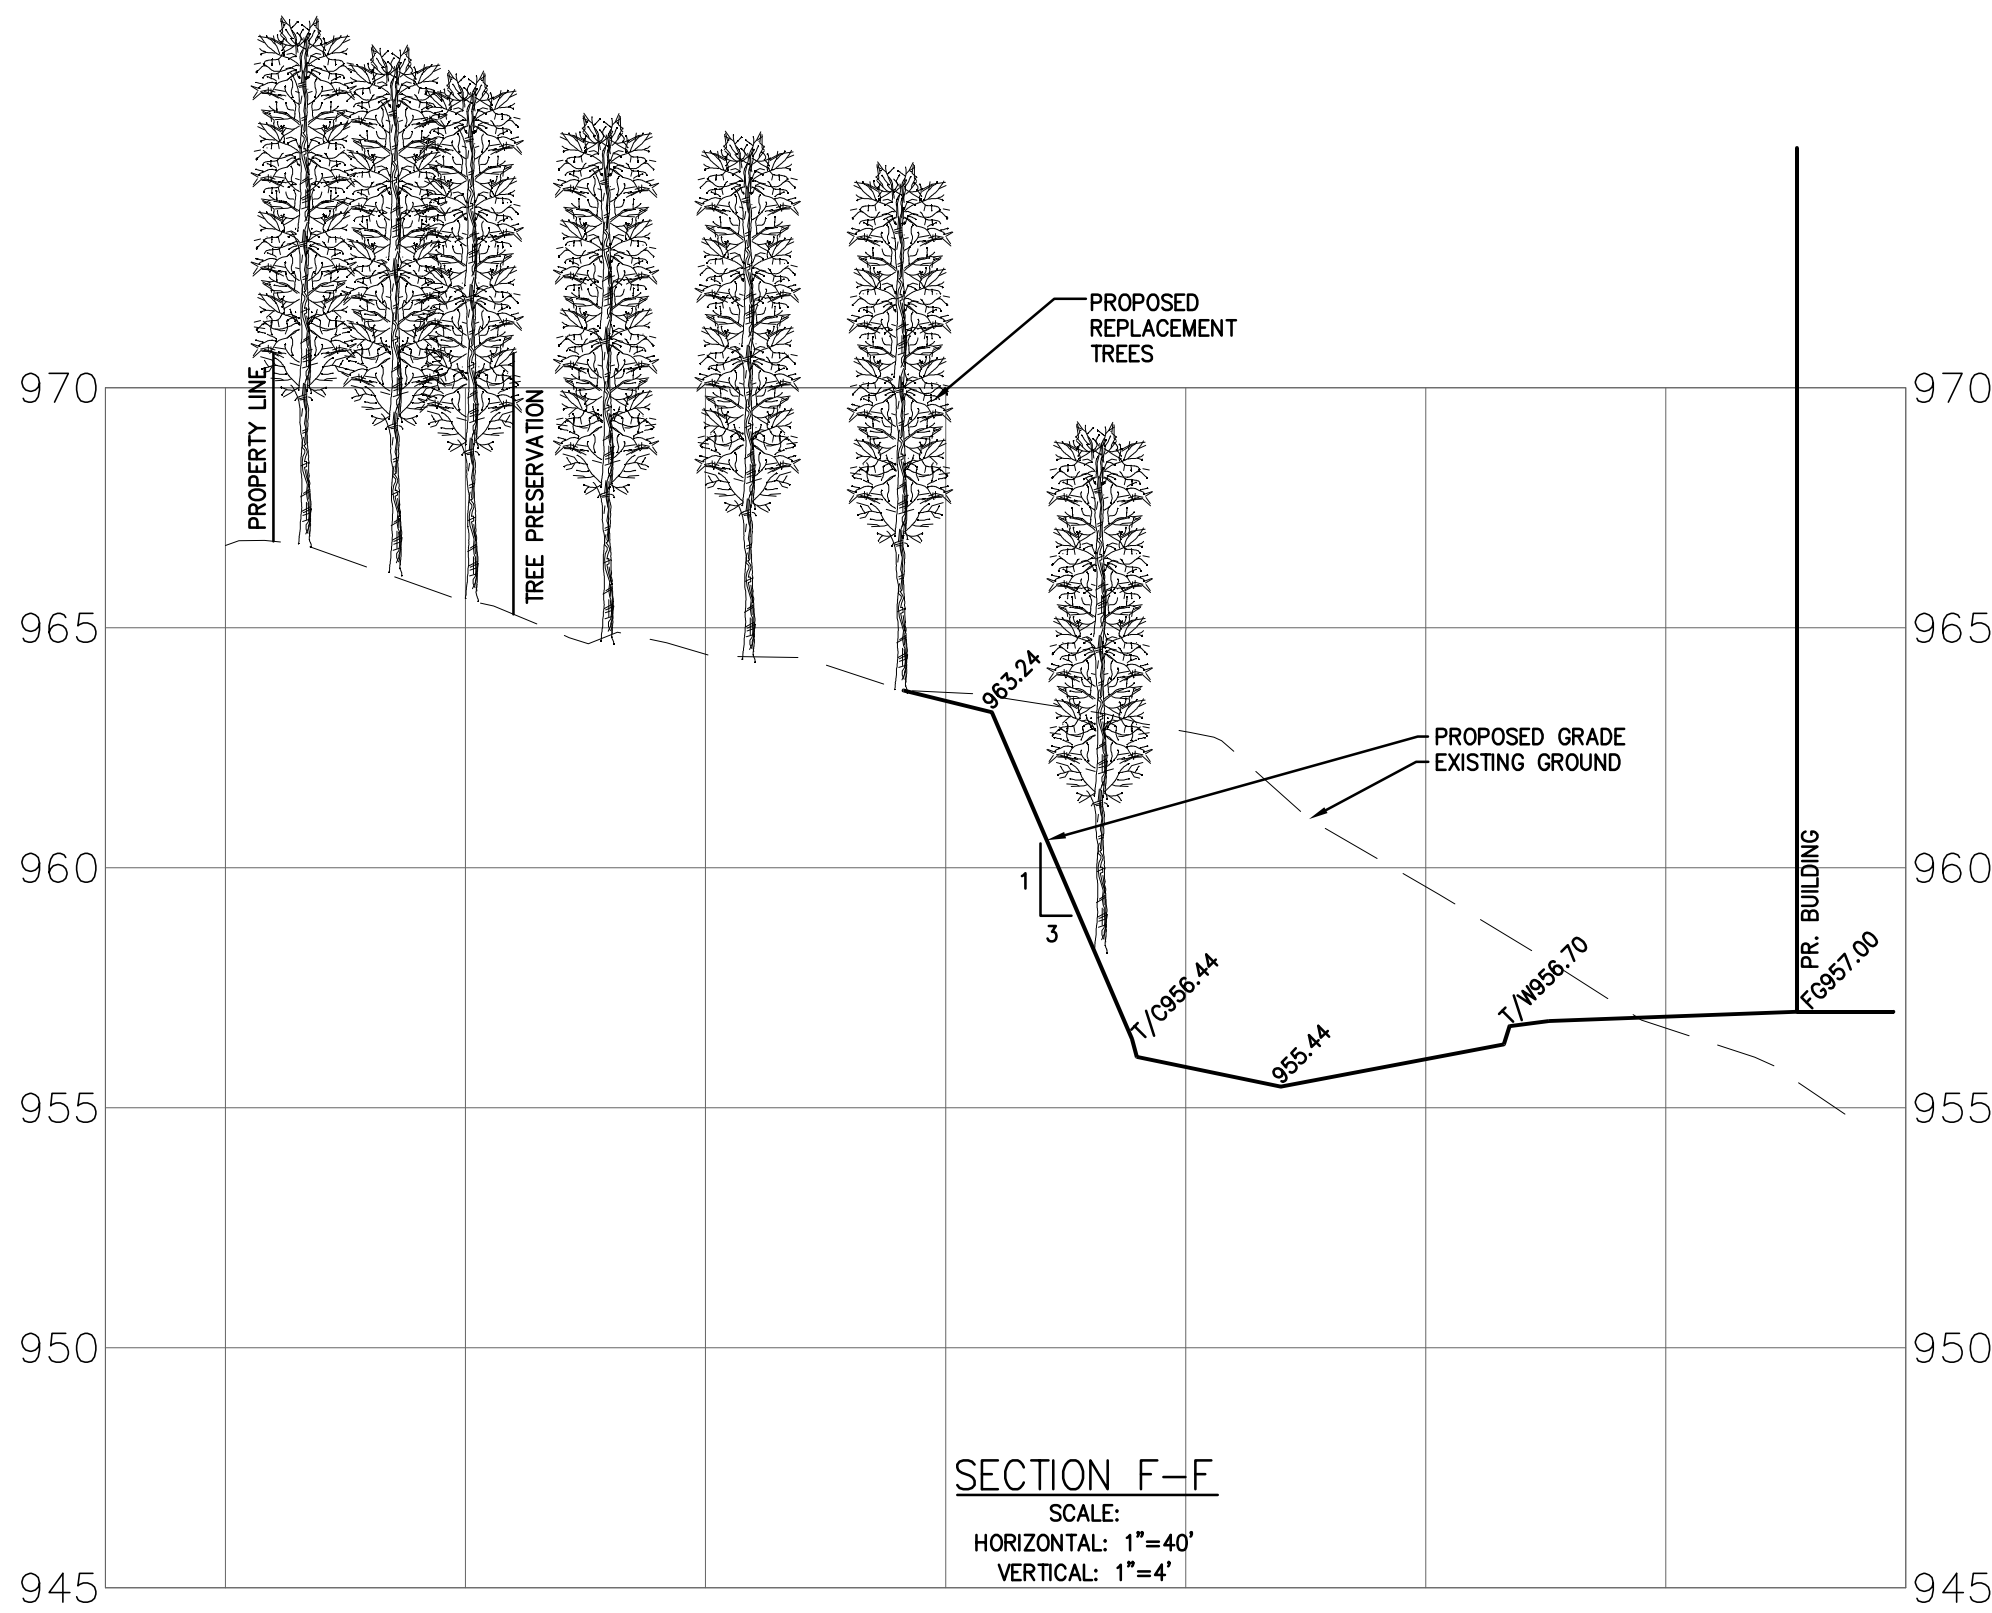 PROPOSED
REPLACEMENT
TREES
970
PROPERTY LINE
TREE PRESERVATION
970
965
965
963.24
PROPOSED GRADE
EXISTING GROUND
960
1
3
PR. BUILDING
960
T/C956.44
T/W956.70
FG957.00
955.44
955
955
950
950
SECTION F-F
SCALE:
HORIZONTAL: 1"=40'
VERTICAL: 1"=4'
945
945